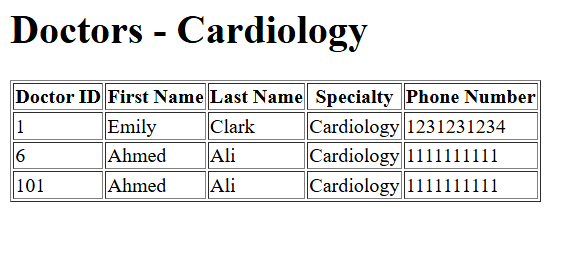 Doctors - Cardiology
Doctor ID First Name Last Name Specialty Phone Number
1 Emily Clark Cardiology 1231231234
6 Ahmed Ali Cardiology 1111111111
101 Ahmed Ali Cardiology 1111111111